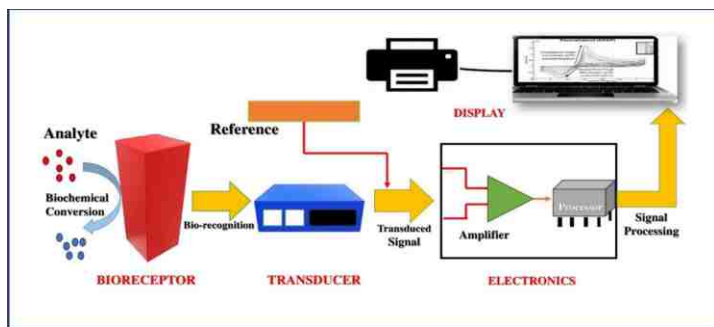 DISPLAY
Analyte
Reference
Biochemical
Conversion
Bio-recognition
Transduced
Signal
Amplifier
Processor
Signal
Processing
BIORECEPTOR
TRANSDUCER
ELECTRONICS